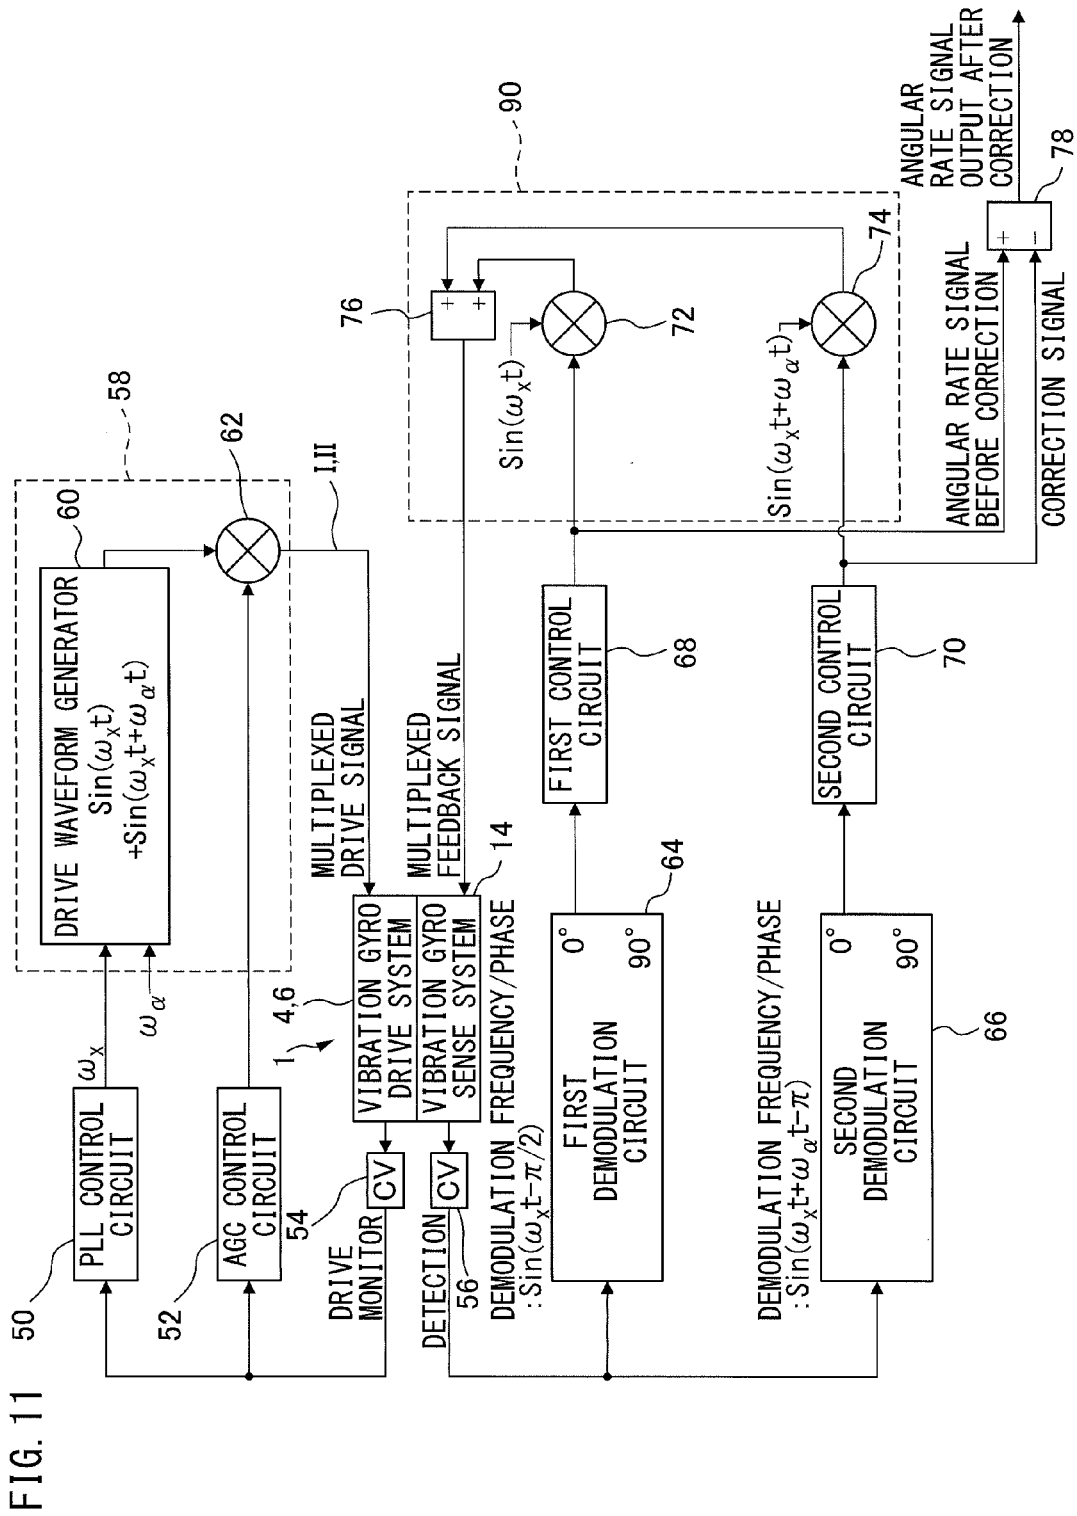 FIG. 11
50
PLL CONTROL
CIRCUIT
ωx
ωα
58
60
DRIVE WAVEFORM GENERATOR
Sin(ωxt)
+Sin(ωxt+ωαt)
62
52
AGC CONTROL
CIRCUIT
I,II
54
CV
DRIVE
MONITOR
1
4,6
VIBRATION GYRO
DRIVE SYSTEM
VIBRATION GYRO
SENSE SYSTEM
14
MULTIPLEXED
DRIVE SIGNAL
MULTIPLEXED
FEEDBACK SIGNAL
DETECTION
CV
56
76
+
+
90
DEMODULATION FREQUENCY/PHASE
:Sin(ωxt-π/2)
FIRST
DEMODULATION
CIRCUIT
0°
90°
64
FIRST CONTROL
CIRCUIT
68
Sin(ωxt)
72
DEMODULATION FREQUENCY/PHASE
:Sin(ωxt+ωαt-π)
SECOND
DEMODULATION
CIRCUIT
0°
90°
66
SECOND CONTROL
CIRCUIT
70
Sin(ωxt+ωαt)
74
ANGULAR RATE SIGNAL
BEFORE CORRECTION
CORRECTION SIGNAL
+
−
78
ANGULAR
RATE SIGNAL
OUTPUT AFTER
CORRECTION